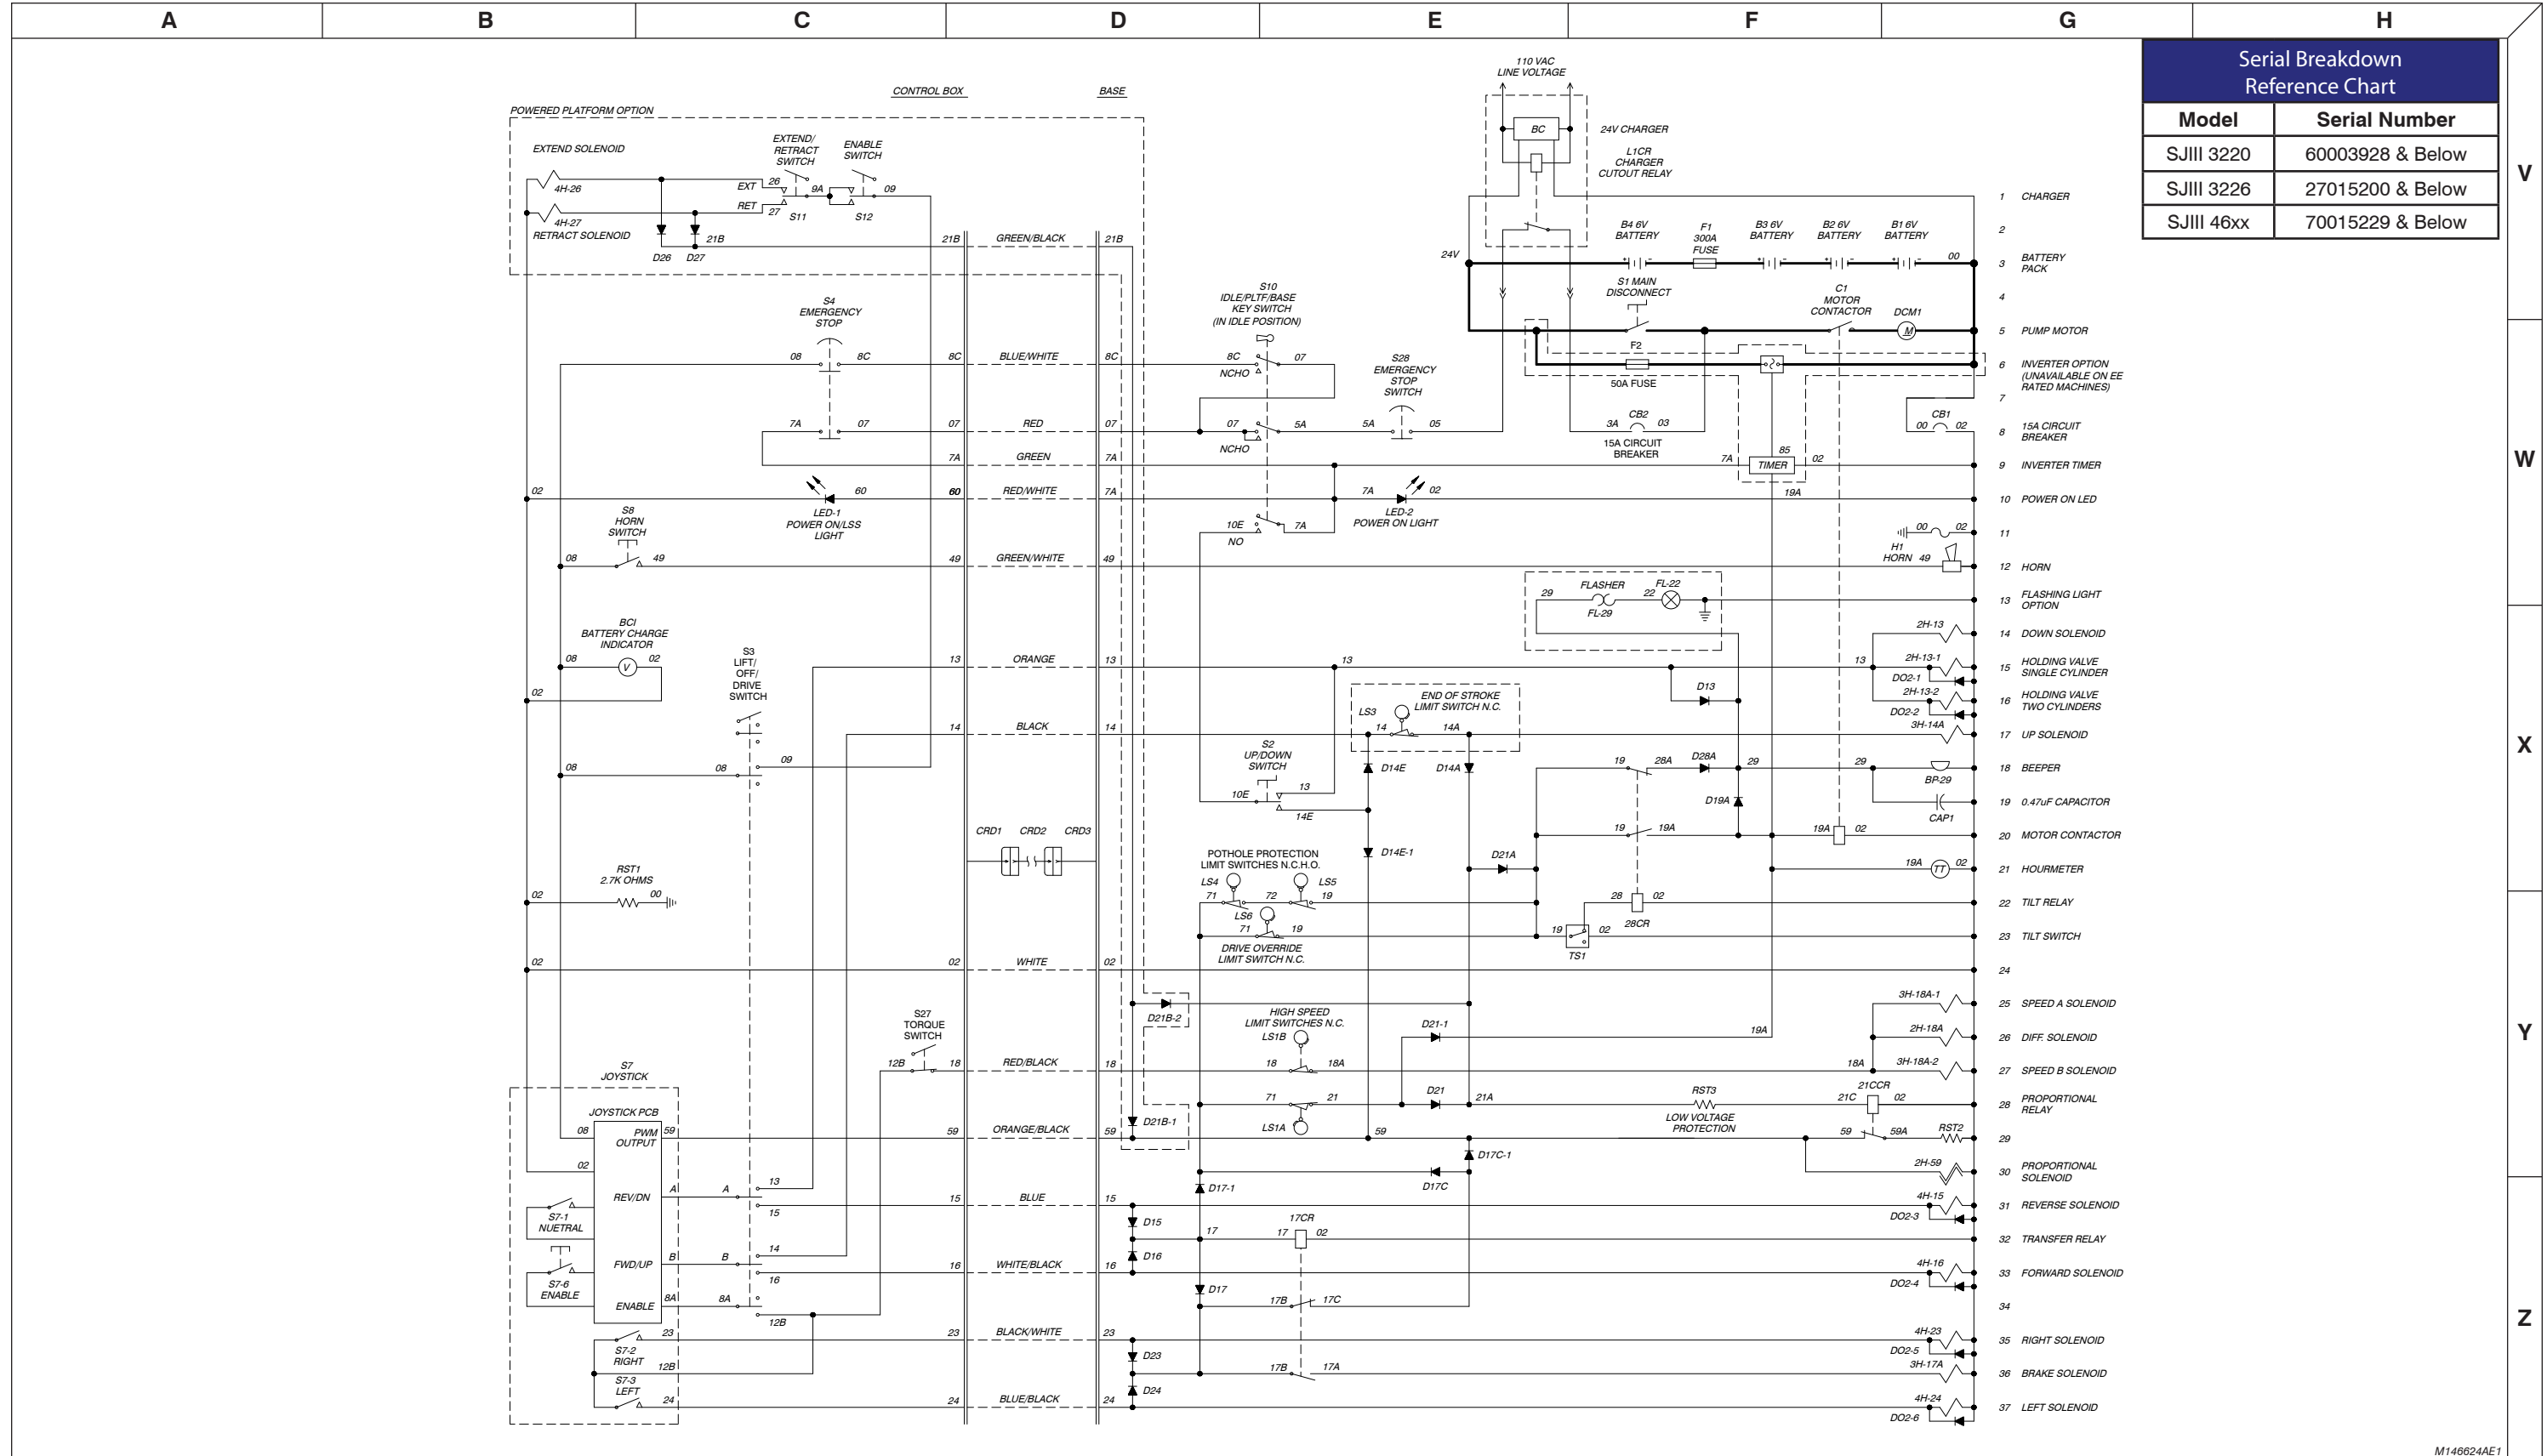 A B C D E F G H
Serial Breakdown
Reference Chart
Model Serial Number
SJIII 3220 60003928 & Below
SJIII 3226 27015200 & Below
SJIII 46xx 70015229 & Below
V
W
X
Y
Z
CONTROL BOX
BASE
POWERED PLATFORM OPTION
EXTEND SOLENOID
4H-26
4H-27
RETRACT SOLENOID
D26 D27
21B
EXTEND/
RETRACT
SWITCH
ENABLE
SWITCH
EXT 26
RET 27
9A
09
S11
S12
21B GREEN/BLACK 21B
110 VAC
LINE VOLTAGE
BC
24V CHARGER
L1CR
CHARGER
CUTOUT RELAY
1 CHARGER
2
24V
B4 6V
BATTERY
F1
300A
FUSE
B3 6V
BATTERY
B2 6V
BATTERY
B1 6V
BATTERY
00
3 BATTERY
PACK
S1 MAIN
DISCONNECT
C1
MOTOR
CONTACTOR
DCM1
M
4
5 PUMP MOTOR
S4
EMERGENCY
STOP
08 8C
8C BLUE/WHITE 8C
S10
IDLE/PLTF/BASE
KEY SWITCH
(IN IDLE POSITION)
8C 07
NCHO
F2
50A FUSE
6 INVERTER OPTION
(UNAVAILABLE ON EE
RATED MACHINES)
7
S28
EMERGENCY
STOP
SWITCH
7A 07
07 RED 07
07 5A
NCHO
5A 05
3A CB2 03
15A CIRCUIT
BREAKER
CB1
00 02
8 15A CIRCUIT
BREAKER
7A GREEN 7A
7A TIMER 02
85
9 INVERTER TIMER
02
60
60 RED/WHITE 7A
LED-1
POWER ON/LSS
LIGHT
7A 02
LED-2
POWER ON LIGHT
19A
10 POWER ON LED
10E 7A
NO
00 02
11
S8
HORN
SWITCH
08 49
49 GREEN/WHITE 49
H1
HORN 49
12 HORN
FLASHER FL-22
29 22
FL-29
13 FLASHING LIGHT
OPTION
2H-13
14 DOWN SOLENOID
BCI
BATTERY CHARGE
INDICATOR
08 V 02
02
S3
LIFT/
OFF/
DRIVE
SWITCH
13 ORANGE 13
13
13 2H-13-1
DO2-1
15 HOLDING VALVE
SINGLE CYLINDER
D13
2H-13-2
DO2-2
16 HOLDING VALVE
TWO CYLINDERS
END OF STROKE
LIMIT SWITCH N.C.
LS3
14 14A
14 BLACK 14
3H-14A
17 UP SOLENOID
08
08 09
S2
UP/DOWN
SWITCH
10E 13
14E
D14E
D14A
19 28A D28A 29
29
BP-29
18 BEEPER
D19A
CAP1
19 0.47uF CAPACITOR
CRD1 CRD2 CRD3
D14E-1
19 19A
19A 02
20 MOTOR CONTACTOR
RST1
2.7K OHMS
02 00
POTHOLE PROTECTION
LIMIT SWITCHES N.C.H.O.
LS4 LS5
71 72 19
D21A
19A TT 02
21 HOURMETER
28 02
28CR
22 TILT RELAY
LS6
71 19
DRIVE OVERRIDE
LIMIT SWITCH N.C.
19 02
TS1
23 TILT SWITCH
02
02 WHITE 02
24
D21B-2
3H-18A-1
25 SPEED A SOLENOID
S27
TORQUE
SWITCH
HIGH SPEED
LIMIT SWITCHES N.C.
LS1B
D21-1
19A
2H-18A
26 DIFF. SOLENOID
12B
18 RED/BLACK 18
18 18A
18A 3H-18A-2
27 SPEED B SOLENOID
S7
JOYSTICK
71 21
LS1A
D21
21A
RST3
LOW VOLTAGE
PROTECTION
21CCR
21C 02
28 PROPORTIONAL
RELAY
JOYSTICK PCB
08
PWM
OUTPUT
59
59 ORANGE/BLACK 59
D21B-1
59
59 59A
RST2
29
02
D17C-1
D17C
2H-59
30 PROPORTIONAL
SOLENOID
REV/DN
A A 13
15
D17-1
15 BLUE 15
4H-15
DO2-3
31 REVERSE SOLENOID
S7-1
NUETRAL
D15
17
17CR
17 02
32 TRANSFER RELAY
FWD/UP
B B 14
16
D16
16 WHITE/BLACK 16
4H-16
DO2-4
33 FORWARD SOLENOID
S7-6
ENABLE
ENABLE
8A 8A
12B
D17
17B 17C
34
23
S7-2
RIGHT
23 BLACK/WHITE 23
4H-23
DO2-5
35 RIGHT SOLENOID
12B
D23
17B 17A
3H-17A
36 BRAKE SOLENOID
S7-3
LEFT
24
D24
24 BLUE/BLACK 24
4H-24
DO2-6
37 LEFT SOLENOID
M146624AE1